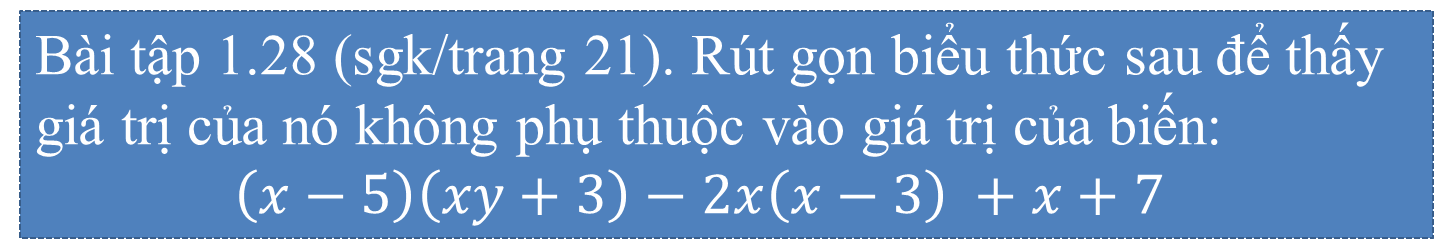 Bài tập 1.28 (sgk/trang 21). Rút gọn biểu thức sau để thấy
giá trị của nó không phụ thuộc vào giá trị của biến:
(𝑥 − 5)(𝑥𝑦 + 3) − 2𝑥(𝑥 − 3) + 𝑥 + 7